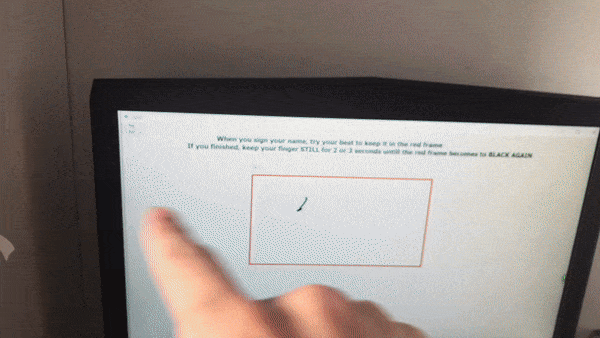 When you sign your name, try your best to keep it in the red frame
If you finished, keep your finger STILL for 2 or 3 seconds untill the red frame becomes to BLACK AGAIN